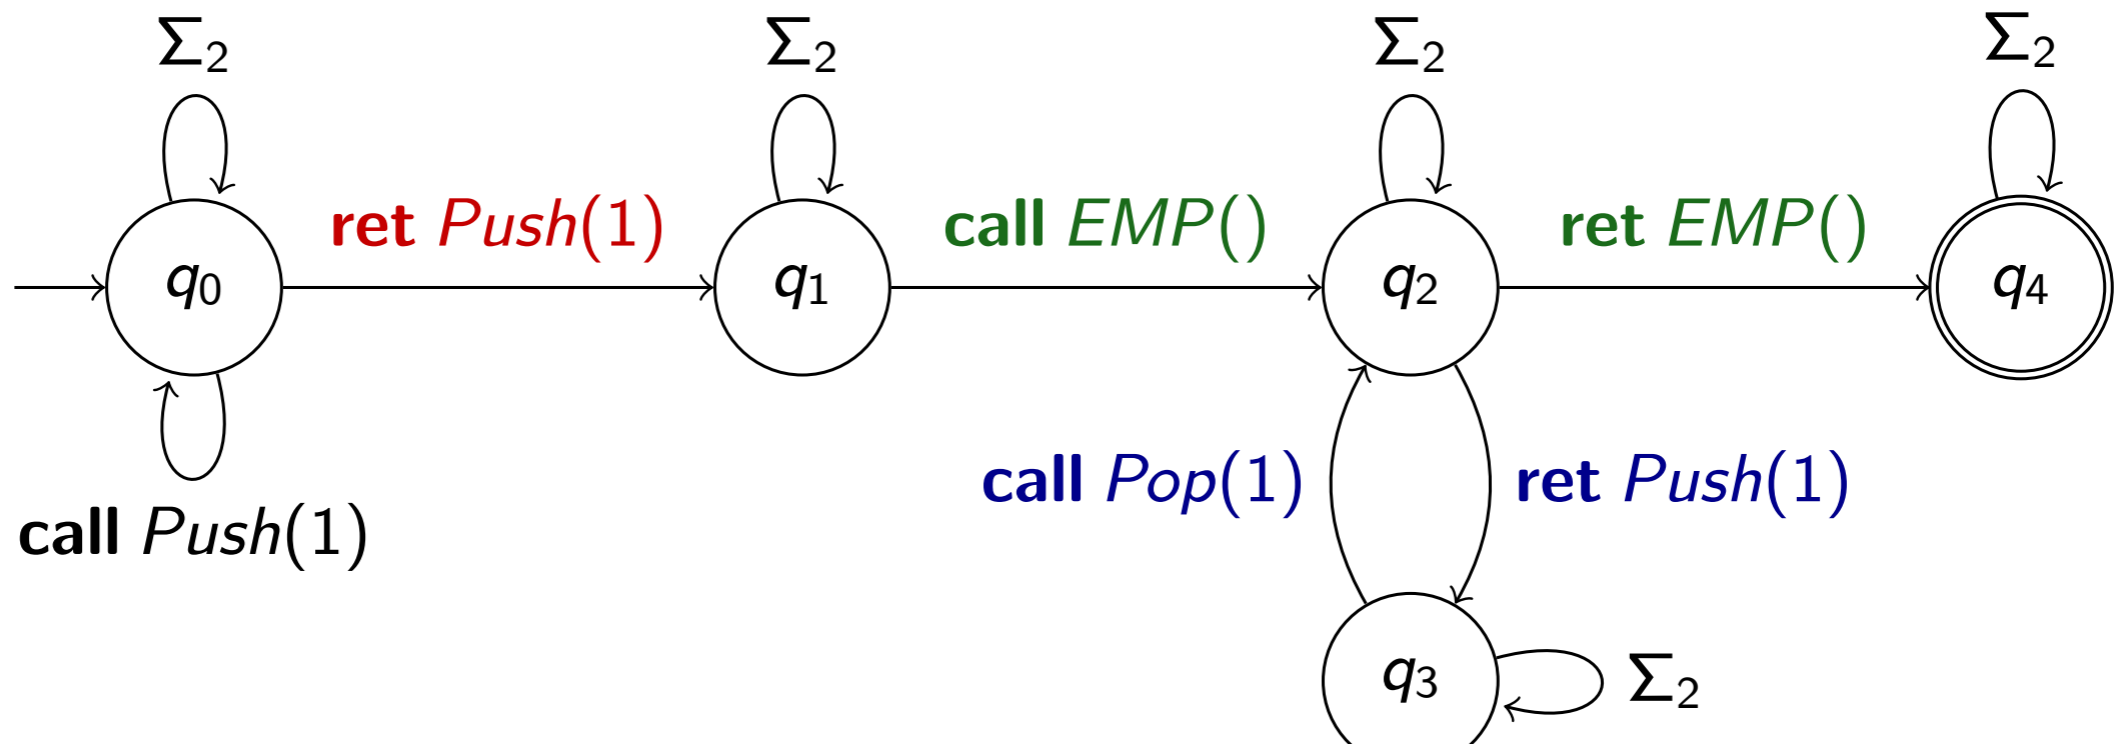 Σ₂ Σ₂ Σ₂ Σ₂
ret Push(1) call EMP() ret EMP()
q₀ q₁ q₂ q₄
call Pop(1) ret Push(1)
call Push(1)
q₃ Σ₂